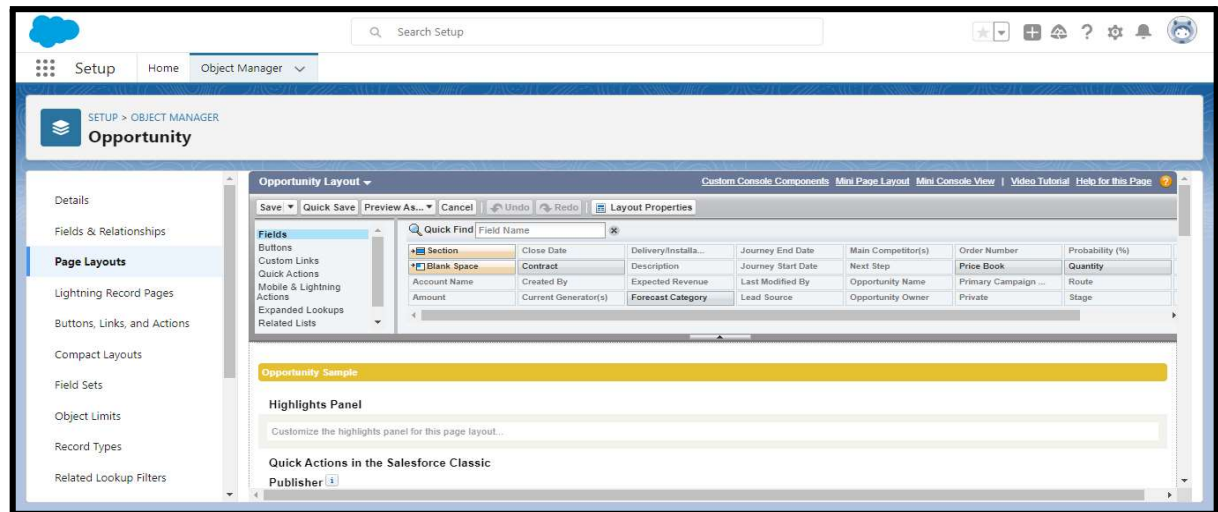 Search Setup
Setup Home Object Manager
SETUP > OBJECT MANAGER
Opportunity
Details
Fields & Relationships
Page Layouts
Lightning Record Pages
Buttons, Links, and Actions
Compact Layouts
Field Sets
Object Limits
Record Types
Related Lookup Filters
Opportunity Layout Custom Console Components Mini Page Layout Mini Console View | Video Tutorial Help for this Page ?
Save Quick Save Preview As... Cancel Undo Redo Layout Properties
Fields
Buttons
Custom Links
Quick Actions
Mobile & Lightning
Actions
Expanded Lookups
Related Lists
Quick Find Field Name
Section Close Date Delivery/Installa... Journey End Date Main Competitor(s) Order Number Probability (%)
Blank Space Contract Description Journey Start Date Next Step Price Book Quantity
Account Name Created By Expected Revenue Last Modified By Opportunity Name Primary Campaign ... Route
Amount Current Generator(s) Forecast Category Lead Source Opportunity Owner Private Stage
Opportunity Sample
Highlights Panel
Customize the highlights panel for this page layout...
Quick Actions in the Salesforce Classic
Publisher i